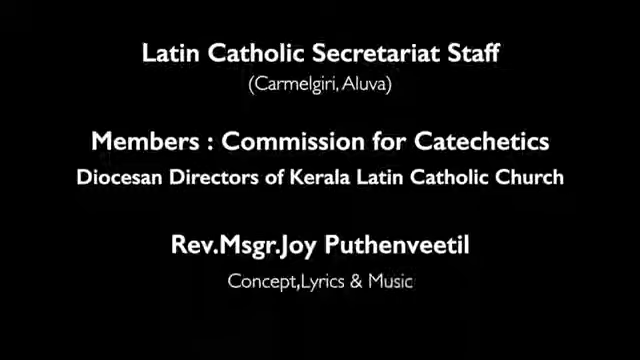 Latin Catholic Secretariat Staff
(Carmelgiri, Aluva)
Members : Commission for Catechetics
Diocesan Directors of Kerala Latin Catholic Church
Rev.Msgr.Joy Puthenveetil
Concept,Lyrics & Music